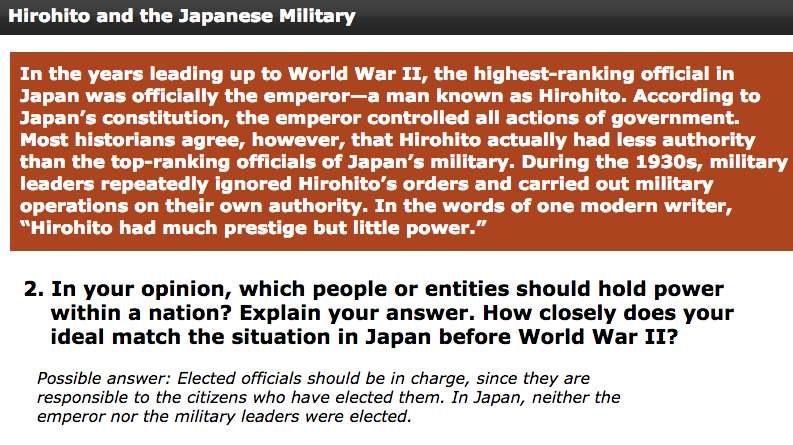 Hirohito and the Japanese Military
In the years leading up to World War II, the highest-ranking official in
Japan was officially the emperor—a man known as Hirohito. According to
Japan's constitution, the emperor controlled all actions of government.
Most historians agree, however, that Hirohito actually had less authority
than the top-ranking officials of Japan's military. During the 1930s, military
leaders repeatedly ignored Hirohito's orders and carried out military
operations on their own authority. In the words of one modern writer,
“Hirohito had much prestige but little power.”
2. In your opinion, which people or entities should hold power
within a nation? Explain your answer. How closely does your
ideal match the situation in Japan before World War II?
Possible answer: Elected officials should be in charge, since they are
responsible to the citizens who have elected them. In Japan, neither the
emperor nor the military leaders were elected.